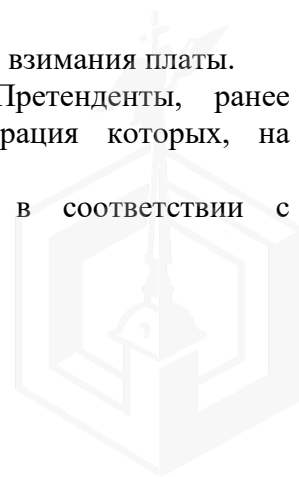 взимания платы.
Претенденты, ранее
рация которых, на
в соответствии с